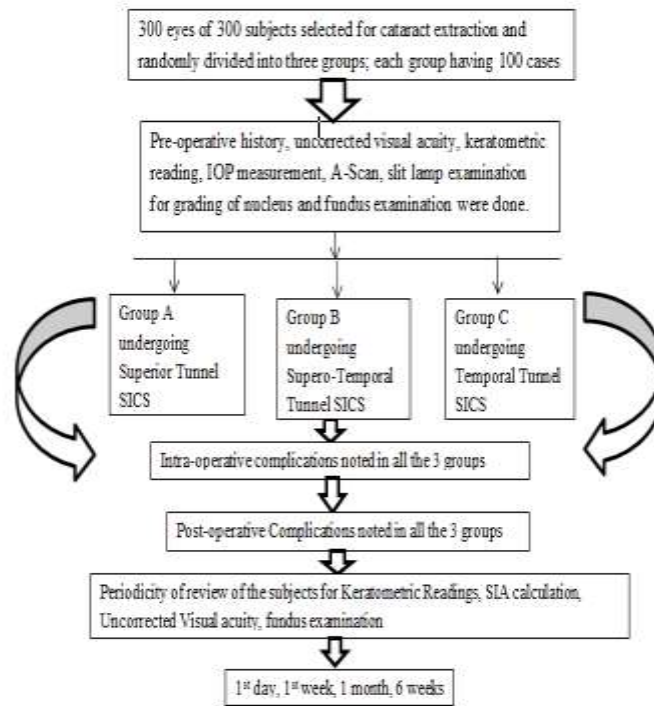 300 eyes of 300 subjects selected for cataract extraction and
randomly divided into three groups; each group having 100 cases
Pre-operative history, uncorrected visual acuity, keratometric
reading, IOP measurement, A-Scan, slit lamp examination
for grading of nucleus and fundus examination were done.
Group A
undergoing
Superior Tunnel
SICS
Group B
undergoing
Supero-Temporal
Tunnel SICS
Group C
undergoing
Temporal Tunnel
SICS
Intra-operative complications noted in all the 3 groups
Post-operative Complications noted in all the 3 groups
Periodicity of review of the subjects for Keratometric Readings, SIA calculation,
Uncorrected Visual acuity, fundus examination
1st day, 1st week, 1 month, 6 weeks